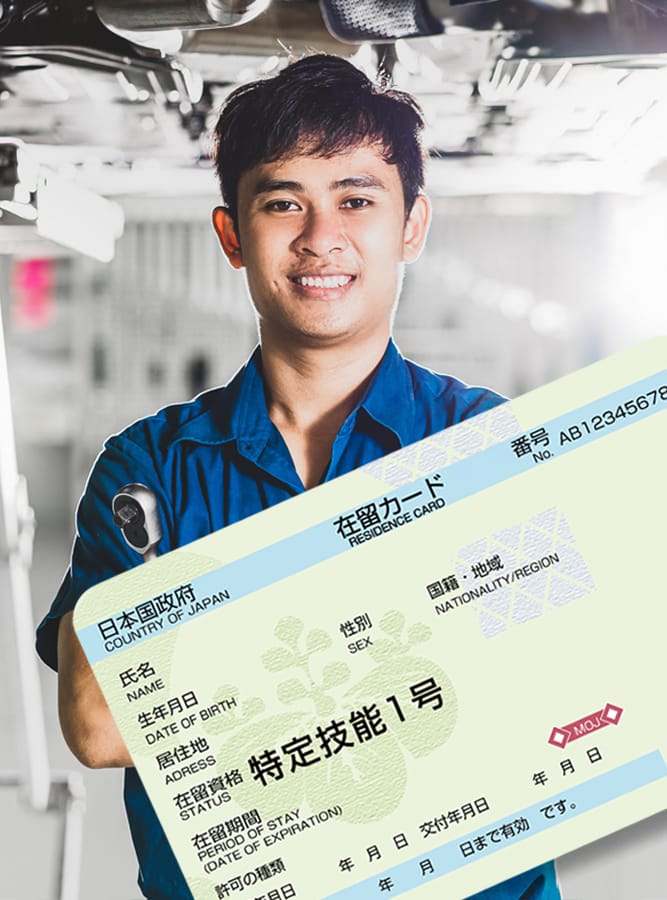 番号
No. AB12345678
在留カード
RESIDENCE CARD
日本国政府
COUNTRY OF JAPAN
国籍・地域
NATIONALITY/REGION
性別
SEX
氏名
NAME
生年月日
DATE OF BIRTH
居住地
ADRESS
在留資格
STATUS
特定技能1号
MOJ
在留期間
PERIOD OF STAY
(DATE OF EXPIRATION)
年 月 日
許可の種類
年 月 日 交付年月日
年 月 日まで有効 です。
年月日